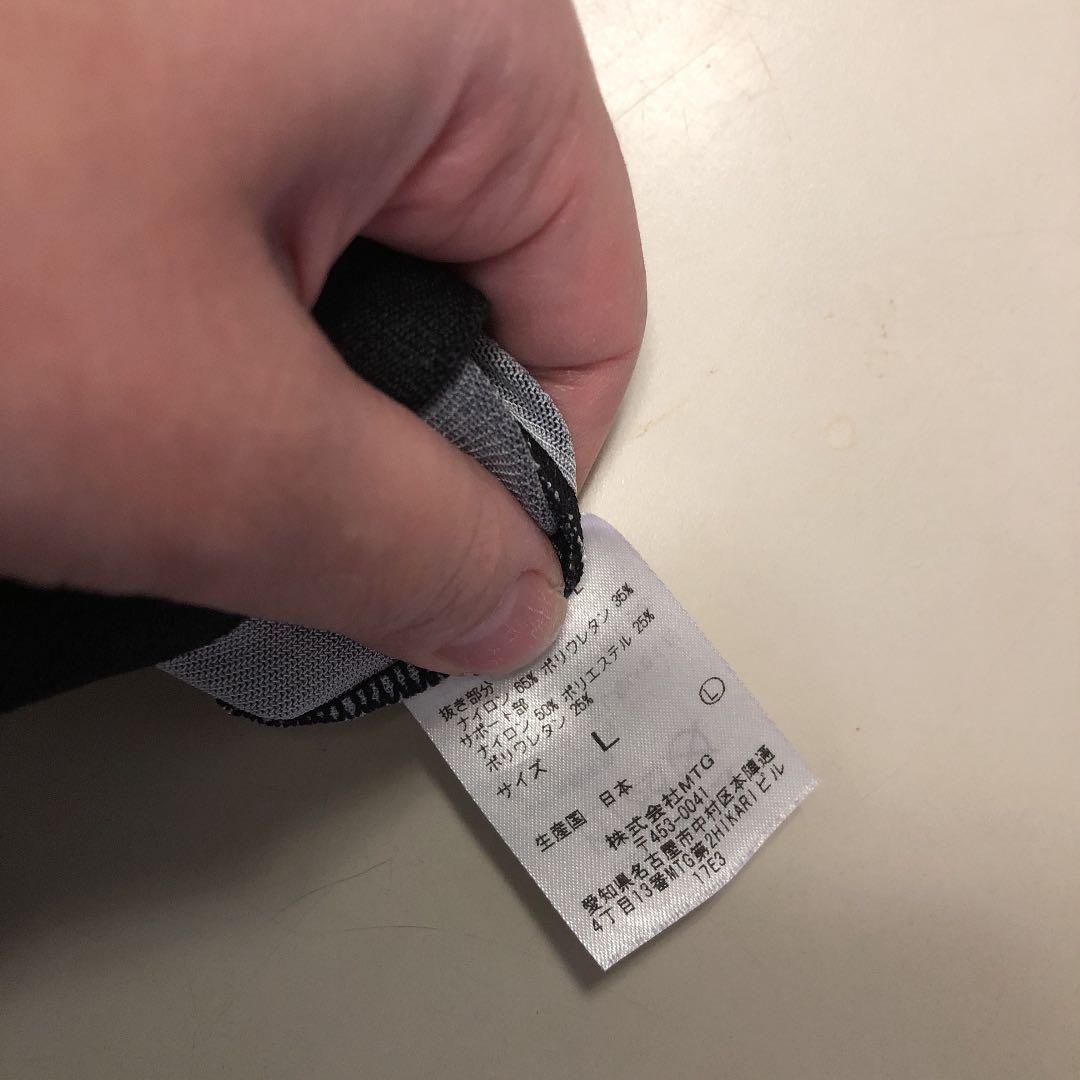 抜き部分
ナイロン 65% ポリウレタン 35%
サポート部
ナイロン 50% ポリエステル 25%
ポリウレタン 25%
サイズ L
Ⓛ
生産国 日本
株式会社MTG
〒453-0041
愛知県名古屋市中村区本陣通
4丁目13番MTG第2HIKARIビル
17E3